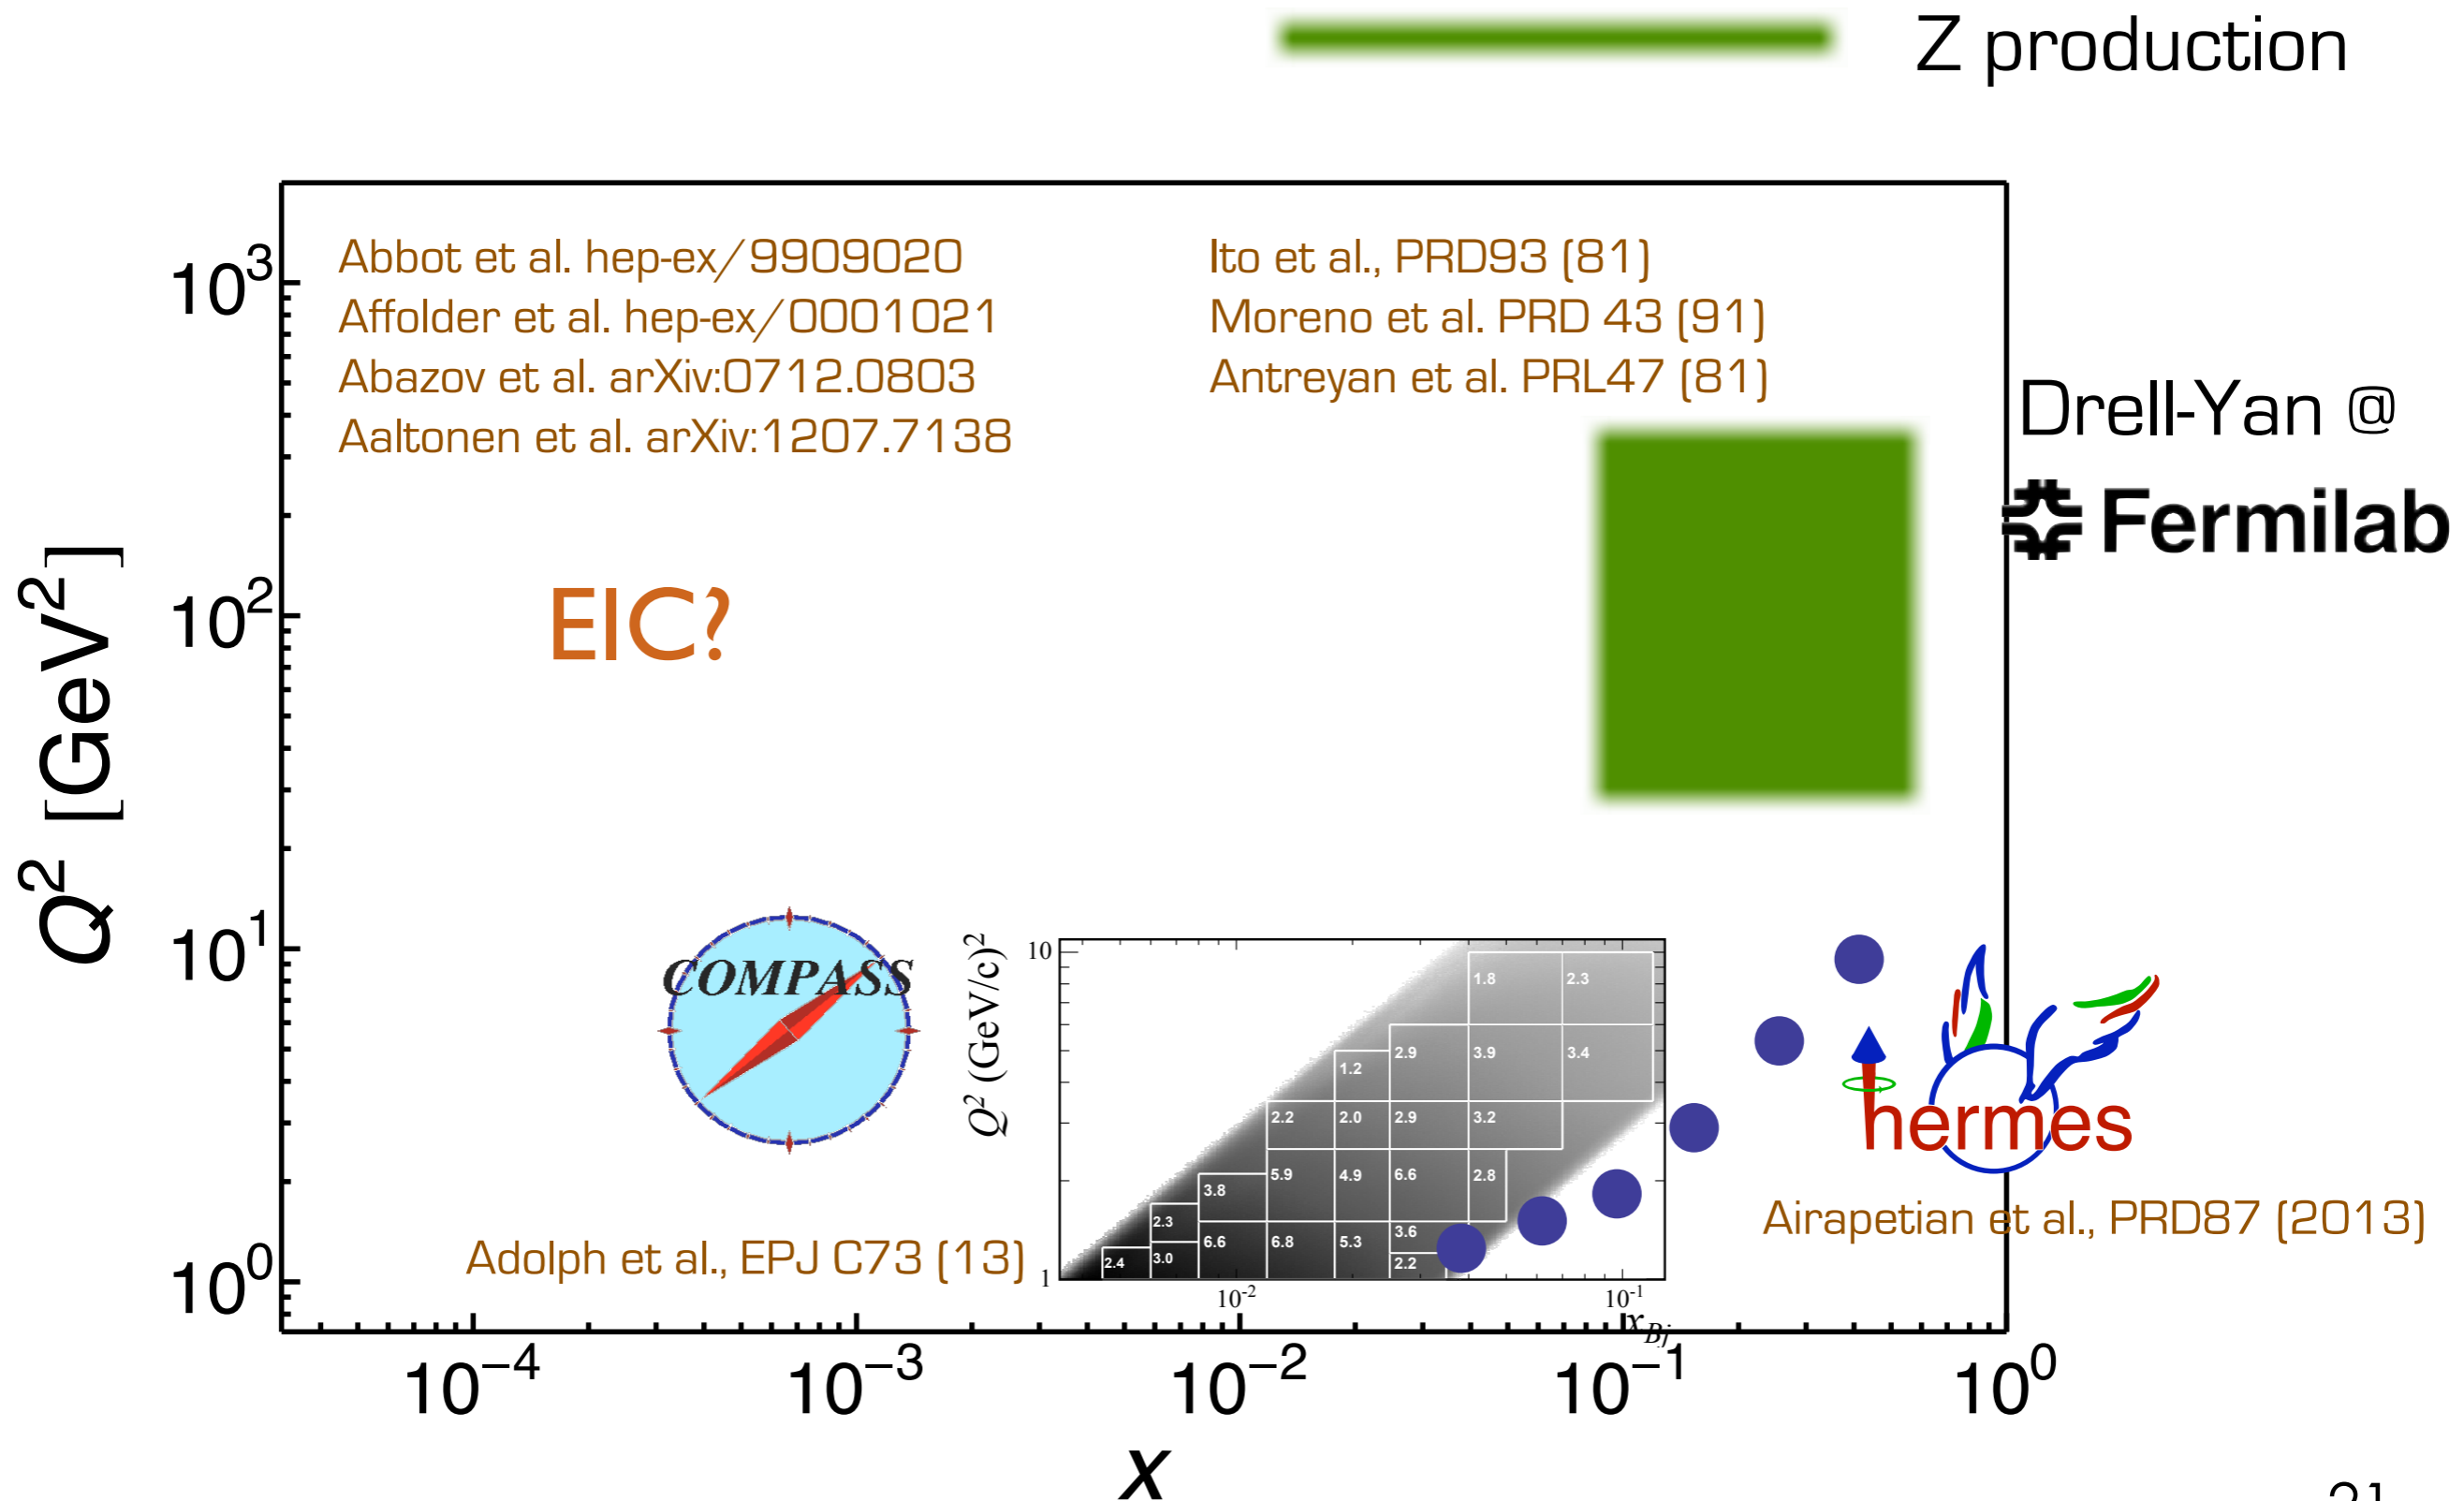 Z production
Abbot et al. hep-ex/9909020
Affolder et al. hep-ex/0001021
Abazov et al. arXiv:0712.0803
Aaltonen et al. arXiv:1207.7138
Ito et al., PRD93 (81)
Moreno et al. PRD 43 (91)
Antreyan et al. PRL47 (81)
Drell-Yan @
Fermilab
EIC?
Q² [GeV²]
10³
10²
10¹
10⁰
COMPASS
Adolph et al., EPJ C73 (13)
Q² (GeV/c)²
10
1
1.8 2.3
2.9 3.9 3.4
1.2
2.2 2.0 2.9 3.2
5.9 4.9 6.6 2.8
3.8
2.3
3.6
6.6 6.8 5.3
2.4 3.0
2.2
10⁻² 10⁻¹
x_Bj
hermes
Airapetian et al., PRD87 (2013)
10⁻⁴ 10⁻³ 10⁻² 10⁻¹ 10⁰
x
21